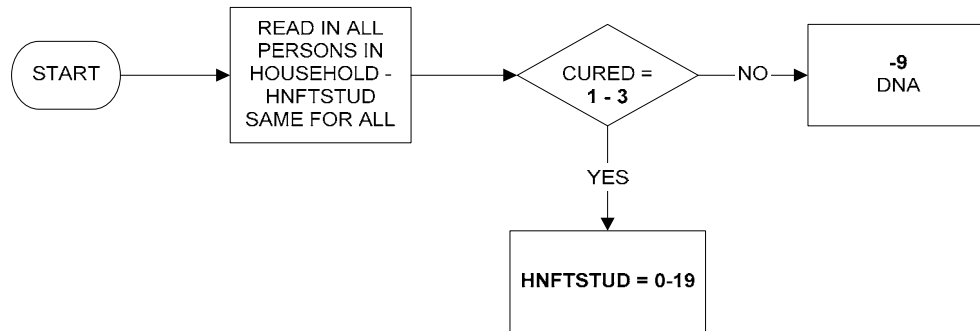 START
READ IN ALL
PERSONS IN
HOUSEHOLD -
HNFTSTUD
SAME FOR ALL
CURED =
1 - 3
NO
-9
DNA
YES
HNFTSTUD = 0-19